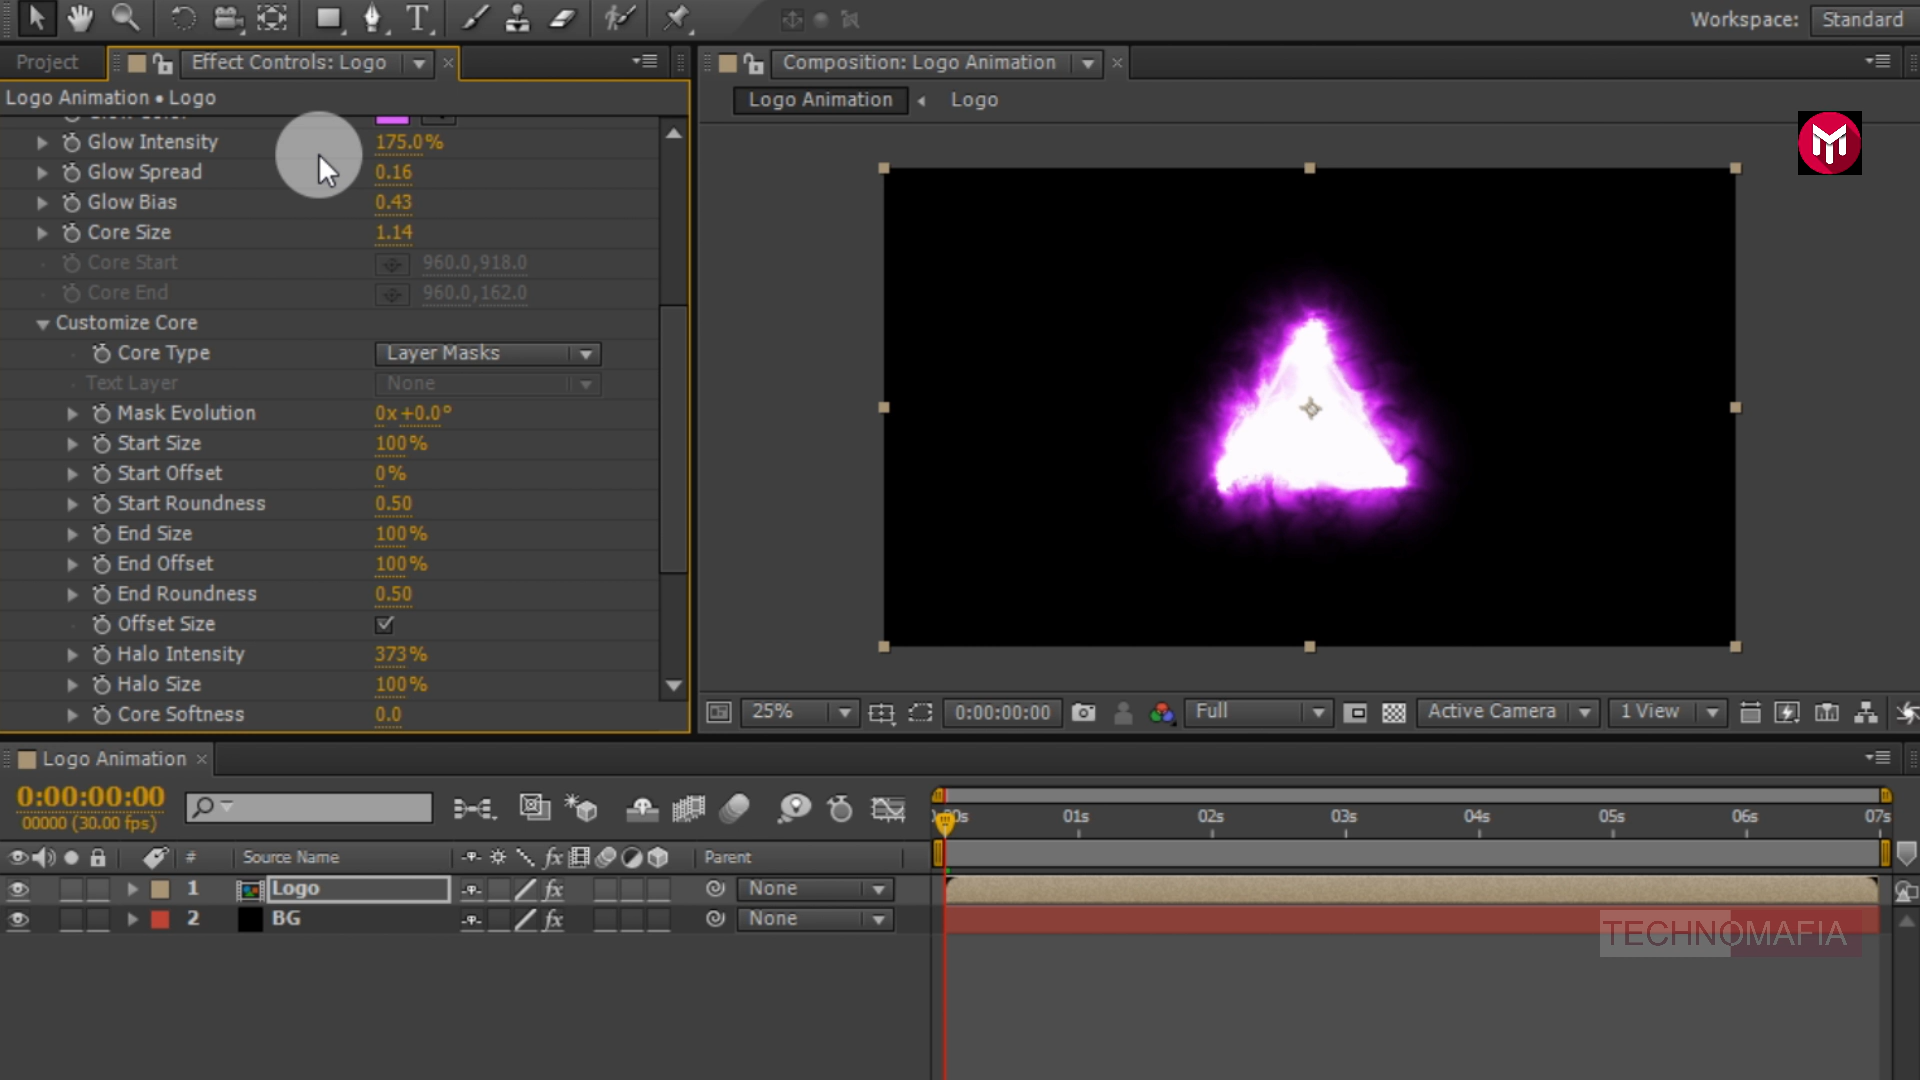 Workspace: Standard
Project Effect Controls: Logo
Composition: Logo Animation
Logo Animation • Logo
Logo Animation Logo
Glow Color
Glow Intensity 175.0%
Glow Spread 0.16
Glow Bias 0.43
Core Size 1.14
Core Start 960.0,918.0
Core End 960.0,162.0
Customize Core
Core Type Layer Masks
Text Layer None
Mask Evolution 0x+0.0°
Start Size 100%
Start Offset 0%
Start Roundness 0.50
End Size 100%
End Offset 100%
End Roundness 0.50
Offset Size
Halo Intensity 373%
Halo Size 100%
Core Softness 0.0
25% 0:00:00:00 Full Active Camera 1 View
Logo Animation
0:00:00:00
00000 (30.00 fps)
01s 02s 03s 04s 05s 06s 07s
# Source Name fx Parent
1 Logo fx None
2 BG fx None
TECHNOMAFIA